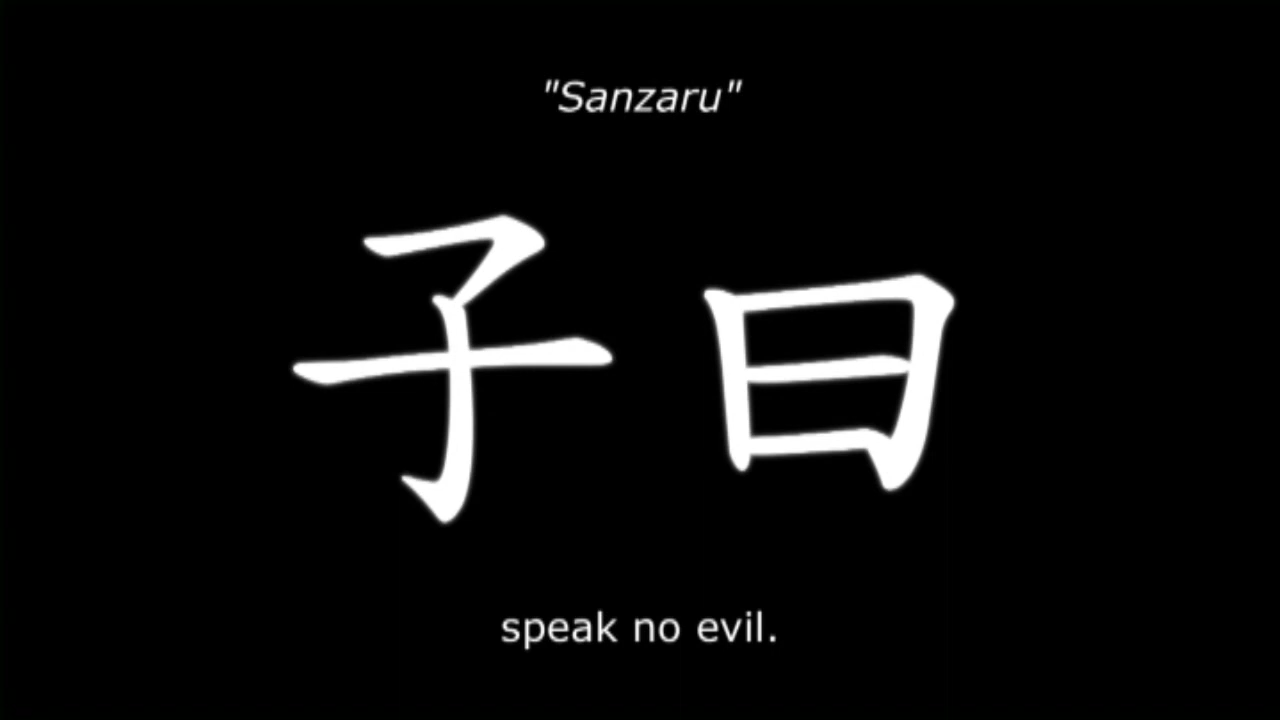 "Sanzaru"
子曰
speak no evil.